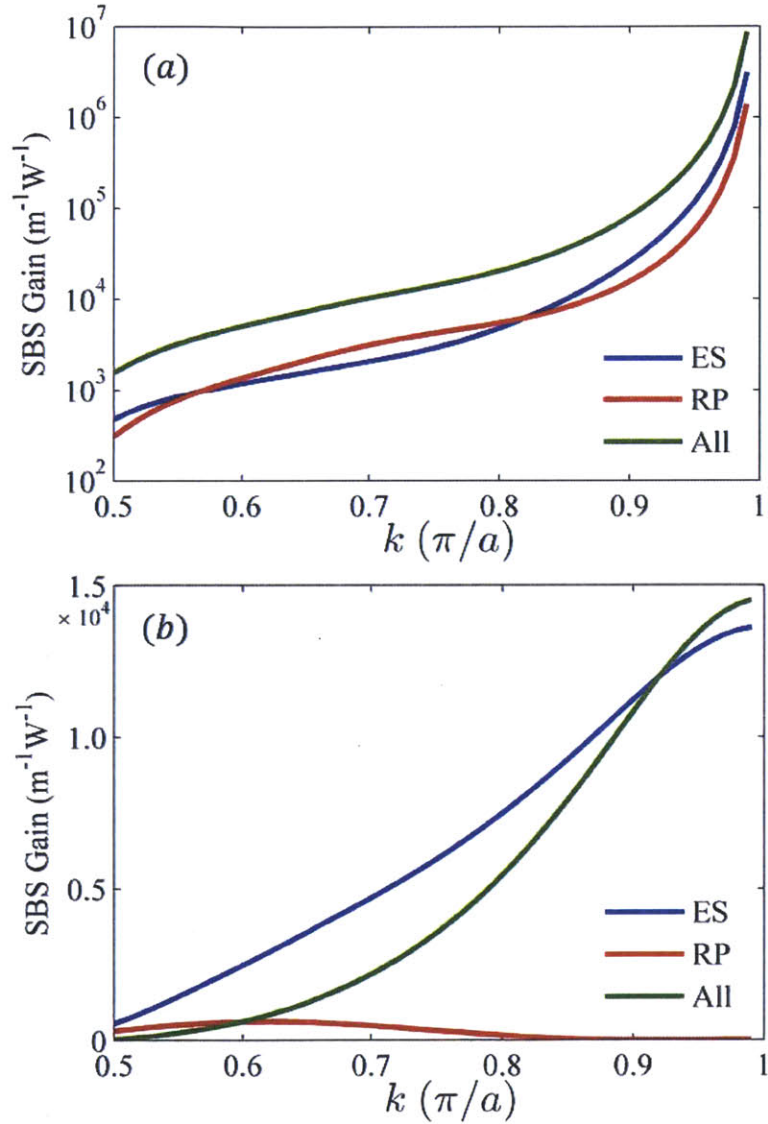 10^7
(a)
10^6
10^5
10^4
10^3
10^2
SBS Gain (m^-1W^-1)
ES
RP
All
0.5 0.6 0.7 0.8 0.9 1
k (π/a)
1.5
× 10^4
(b)
1.0
0.5
0
SBS Gain (m^-1W^-1)
ES
RP
All
0.5 0.6 0.7 0.8 0.9 1
k (π/a)